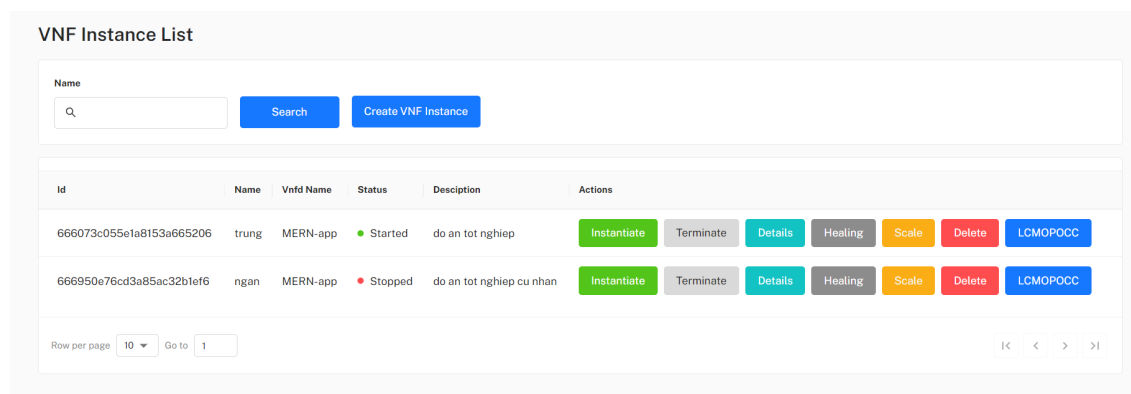 VNF Instance List
Name
Search Create VNF Instance
Id Name Vnfd Name Status Desciption Actions
666073c055e1a8153a665206 trung MERN-app Started do an tot nghiep Instantiate Terminate Details Healing Scale Delete LCMOPOCC
666950e76cd3a85ac32b1ef6 ngan MERN-app Stopped do an tot nghiep cu nhan Instantiate Terminate Details Healing Scale Delete LCMOPOCC
Row per page 10 Go to 1